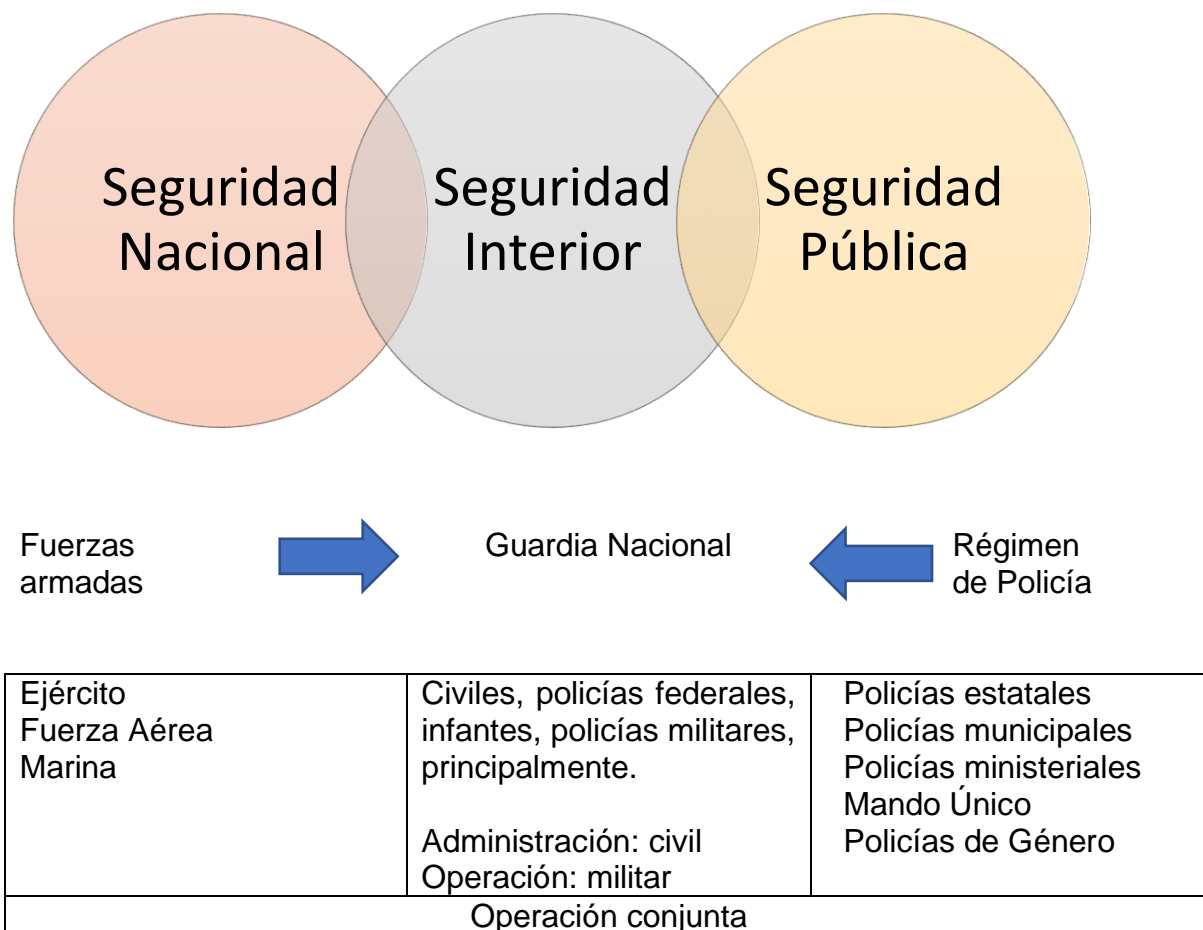 Seguridad
Nacional
Seguridad
Interior
Seguridad
Pública
Fuerzas
armadas
Guardia Nacional
Régimen
de Policía
Ejército
Fuerza Aérea
Marina
Civiles, policías federales,
infantes, policías militares,
principalmente.
Administración: civil
Operación: militar
Policías estatales
Policías municipales
Policías ministeriales
Mando Único
Policías de Género
Operación conjunta